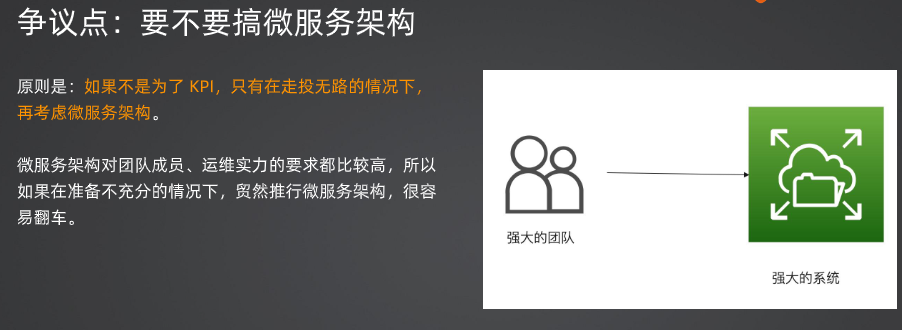 争议点：要不要搞微服务架构
原则是：如果不是为了 KPI，只有在走投无路的情况下，
再考虑微服务架构。
微服务架构对团队成员、运维实力的要求都比较高，所以
如果在准备不充分的情况下，贸然推行微服务架构，很容
易翻车。
强大的团队
强大的系统